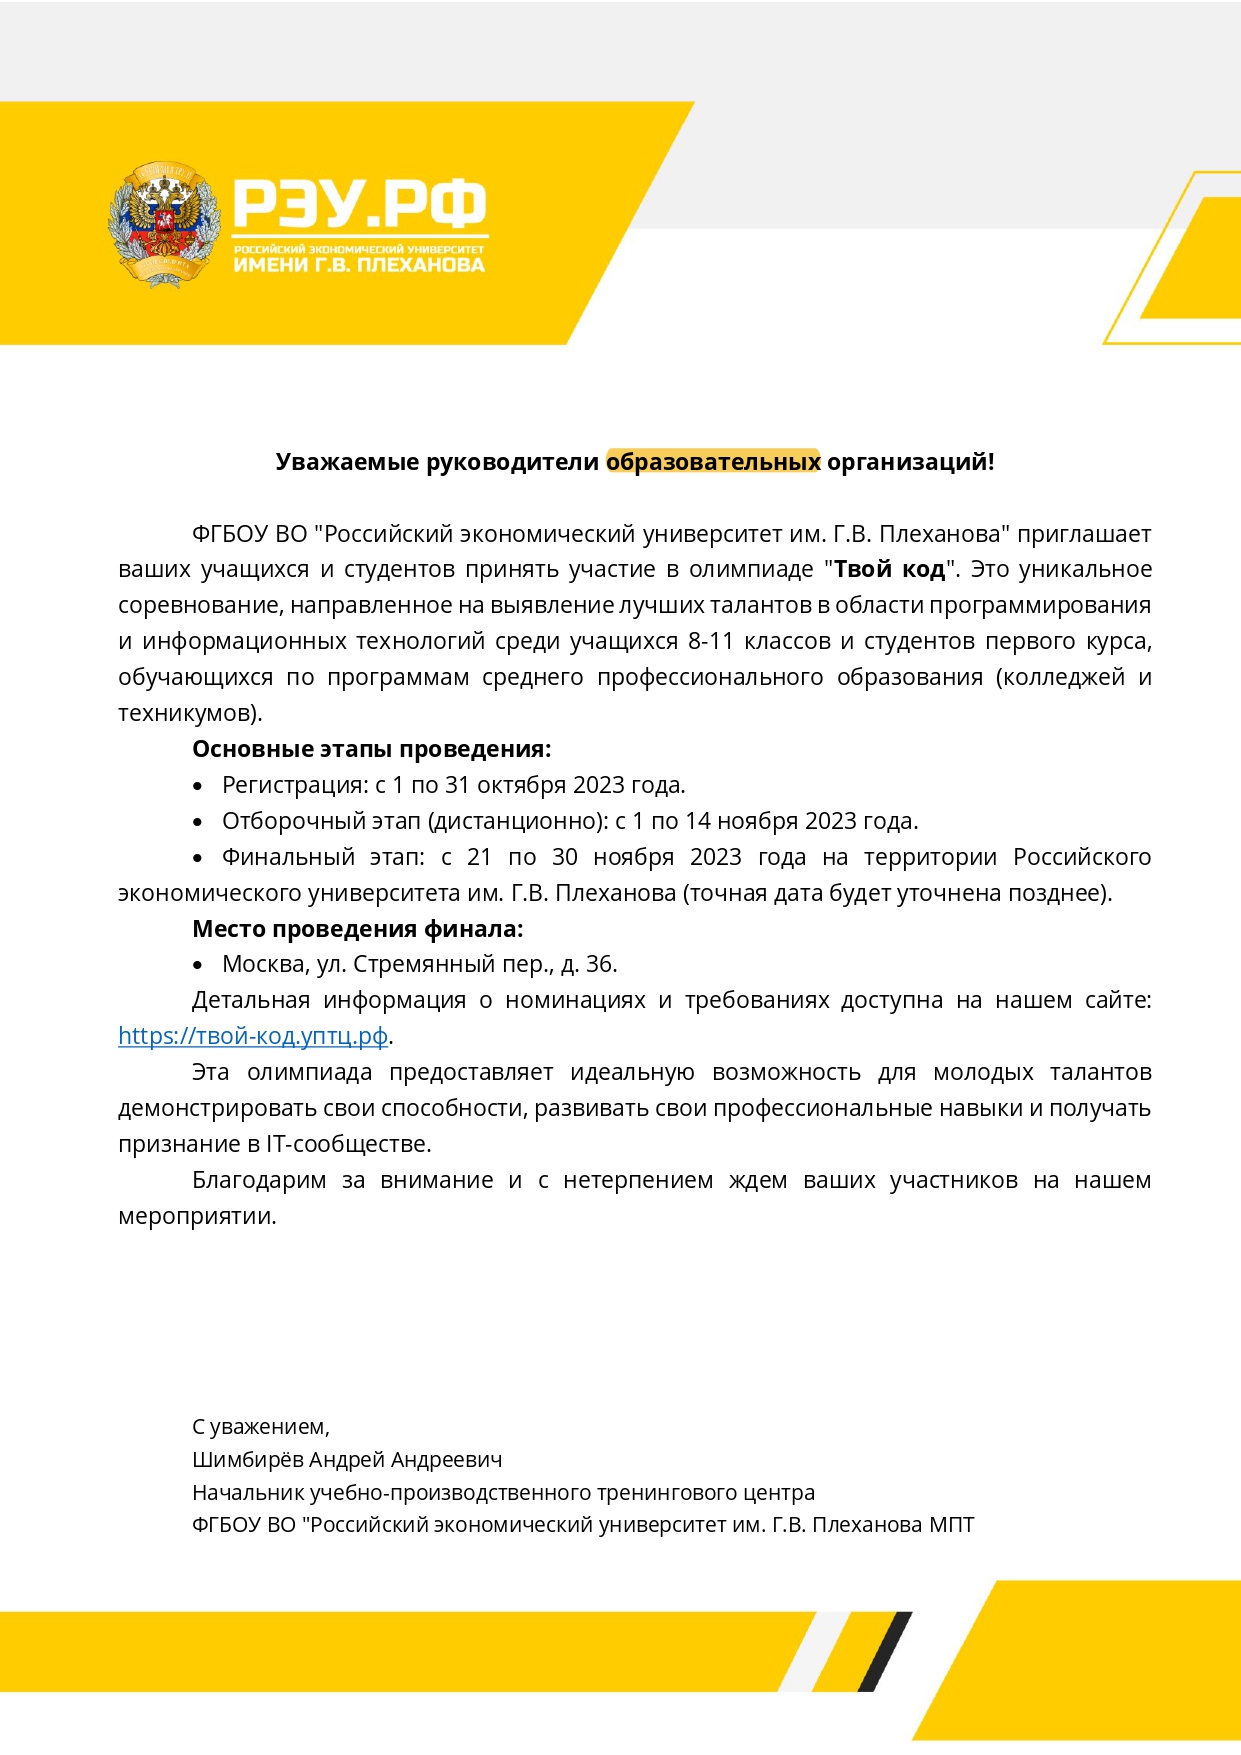 РЭУ.РФ
РОССИЙСКИЙ ЭКОНОМИЧЕСКИЙ УНИВЕРСИТЕТ
ИМЕНИ Г.В. ПЛЕХАНОВА
Уважаемые руководители образовательных организаций!
ФГБОУ ВО "Российский экономический университет им. Г.В. Плеханова" приглашает
ваших учащихся и студентов принять участие в олимпиаде "Твой код". Это уникальное
соревнование, направленное на выявление лучших талантов в области программирования
и информационных технологий среди учащихся 8-11 классов и студентов первого курса,
обучающихся по программам среднего профессионального образования (колледжей и
техникумов).
Основные этапы проведения:
• Регистрация: с 1 по 31 октября 2023 года.
• Отборочный этап (дистанционно): с 1 по 14 ноября 2023 года.
• Финальный этап: с 21 по 30 ноября 2023 года на территории Российского
экономического университета им. Г.В. Плеханова (точная дата будет уточнена позднее).
Место проведения финала:
• Москва, ул. Стремянный пер., д. 36.
Детальная информация о номинациях и требованиях доступна на нашем сайте:
https://твой-код.уптц.рф.
Эта олимпиада предоставляет идеальную возможность для молодых талантов
демонстрировать свои способности, развивать свои профессиональные навыки и получать
признание в IT-сообществе.
Благодарим за внимание и с нетерпением ждем ваших участников на нашем
мероприятии.
С уважением,
Шимбирёв Андрей Андреевич
Начальник учебно-производственного тренингового центра
ФГБОУ ВО "Российский экономический университет им. Г.В. Плеханова МПТ